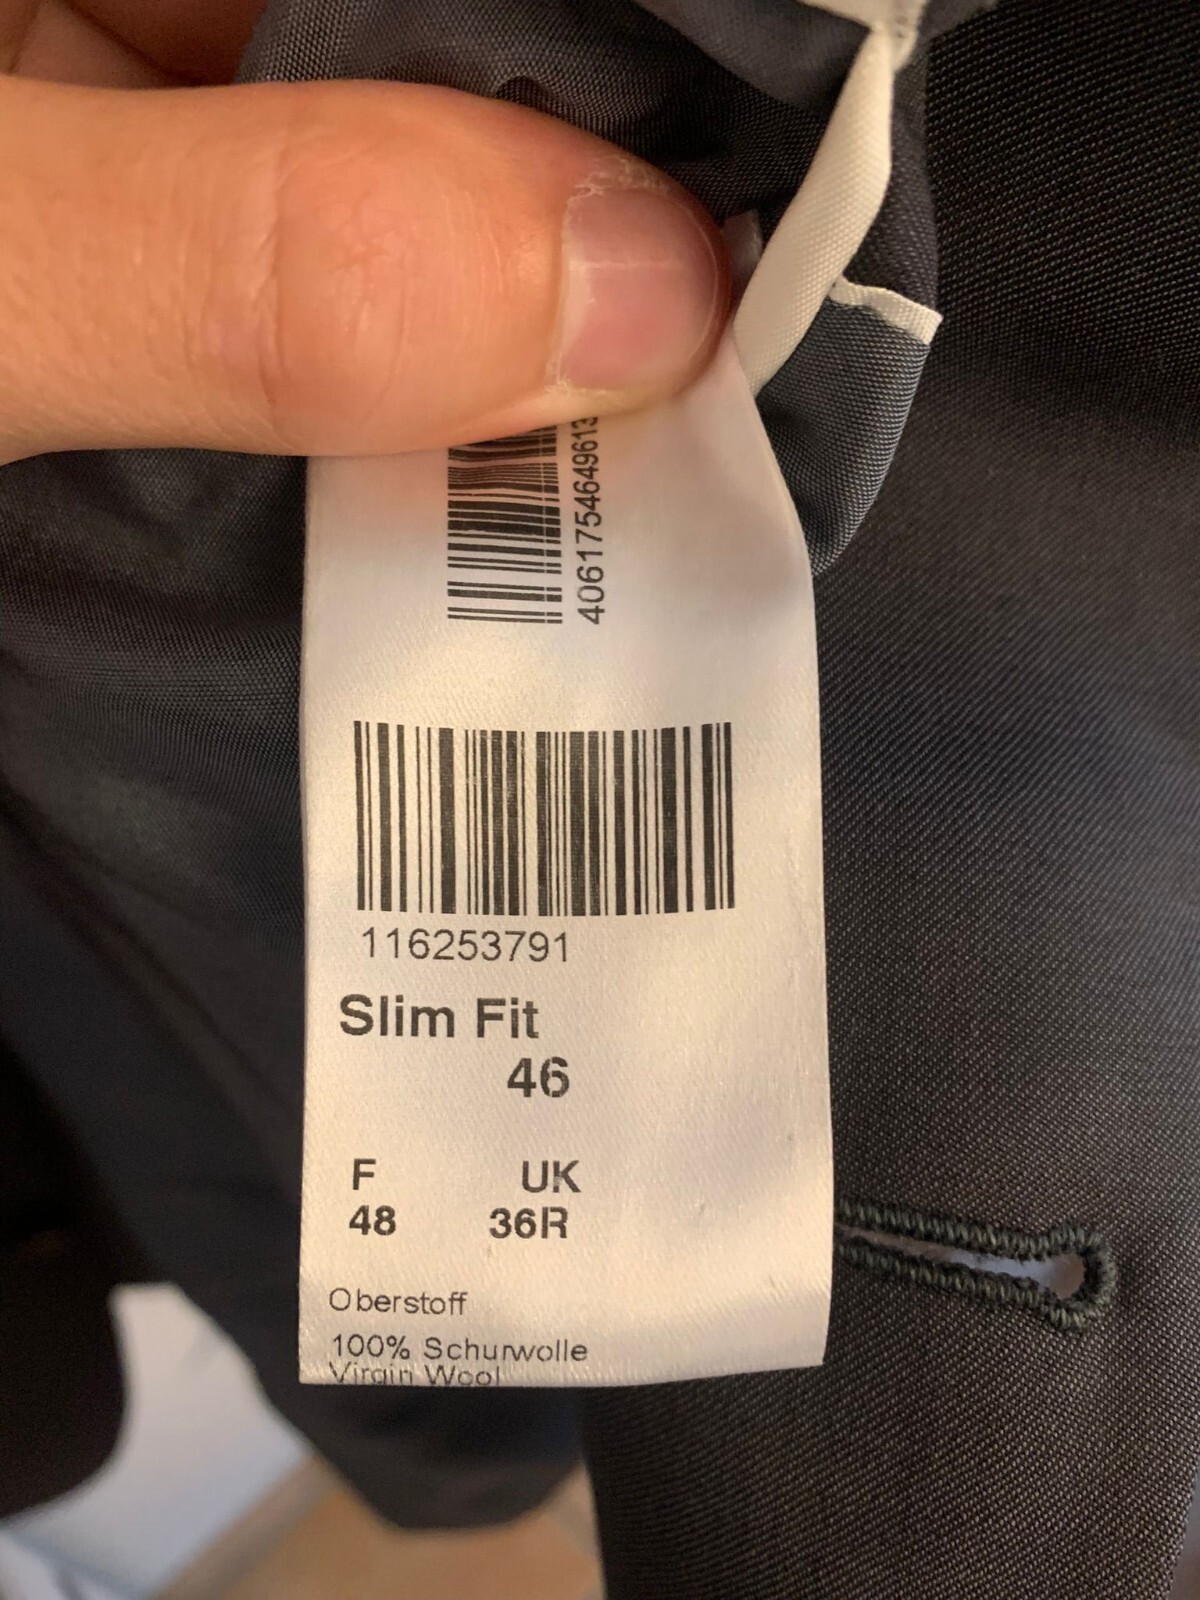 4061754649613
116253791
Slim Fit
46
F UK
48 36R
Oberstoff
100% Schurwolle
Virgin Wool